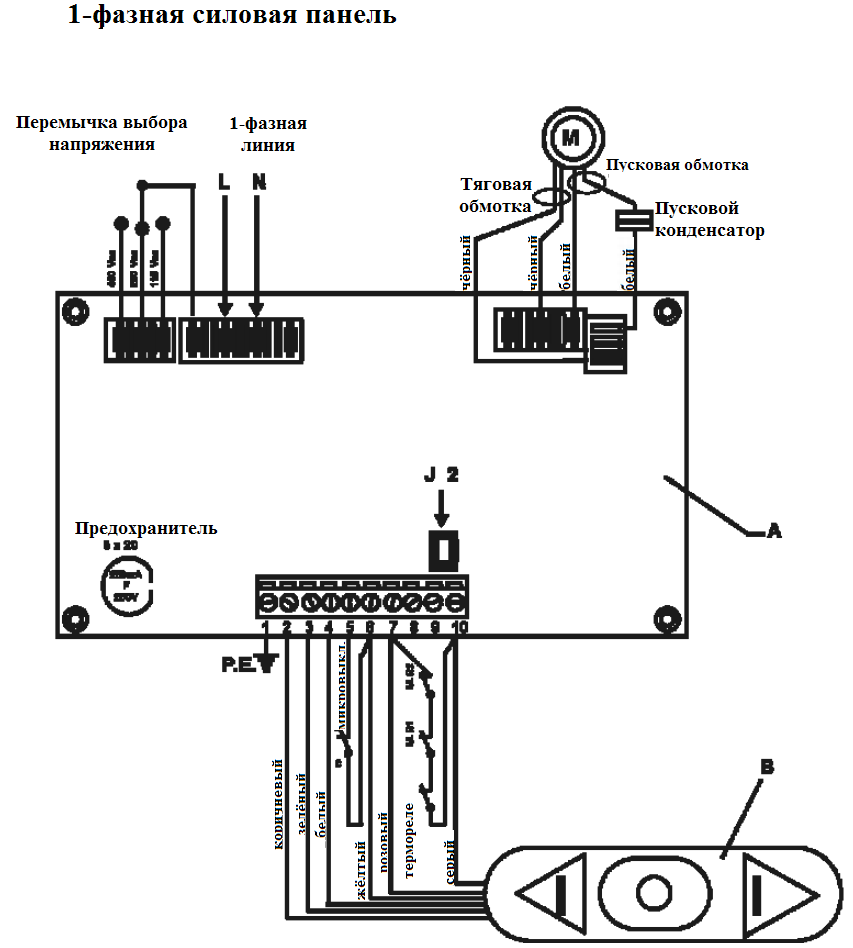 1-фазная силовая панель
Перемычка выбора
напряжения
1-фазная
линия
L N
M
Тяговая
обмотка
Пусковая обмотка
Пусковой
конденсатор
чёрный
чёрный
белый
белый
J 2
A
Предохранитель
5 x 20
F
1 2 3 4 5 6 7 8 9 10
P.E.
микровыкл.
коричневый
зелёный
белый
жёлтый
розовый
термореле
серый
B